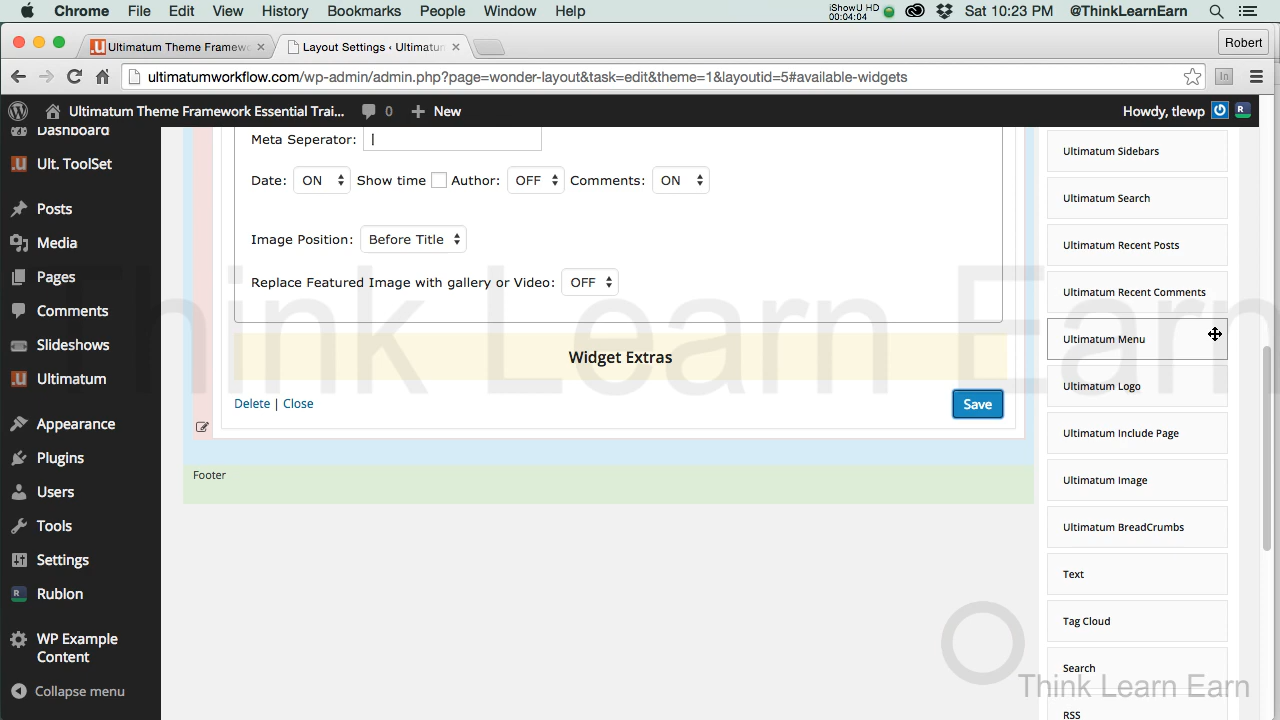 Chrome File Edit View History Bookmarks People Window Help iShowU HD 00:04:04 Sat 10:23 PM @ThinkLearnEarn
Ultimatum Theme Framewo Layout Settings ‹ Ultimatu Robert
ultimatumworkflow.com/wp-admin/admin.php?page=wonder-layout&task=edit&theme=1&layoutid=5#available-widgets In
Ultimatum Theme Framework Essential Trai... 0 + New Howdy, tlewp R
Dashboard
Ult. ToolSet
Posts
Media
Pages
Comments
Slideshows
Ultimatum
Appearance
Plugins
Users
Tools
Settings
R Rublon
WP Example
Content
Collapse menu
Meta Seperator: |
Date: ON Show time Author: OFF Comments: ON
Image Position: Before Title
Replace Featured Image with gallery or Video: OFF
Widget Extras
Delete | Close Save
Footer
Ultimatum Sidebars
Ultimatum Search
Ultimatum Recent Posts
Ultimatum Recent Comments
Ultimatum Menu
Ultimatum Logo
Ultimatum Include Page
Ultimatum Image
Ultimatum BreadCrumbs
Text
Tag Cloud
Search
RSS
Think Learn Earn
Think Learn Earn